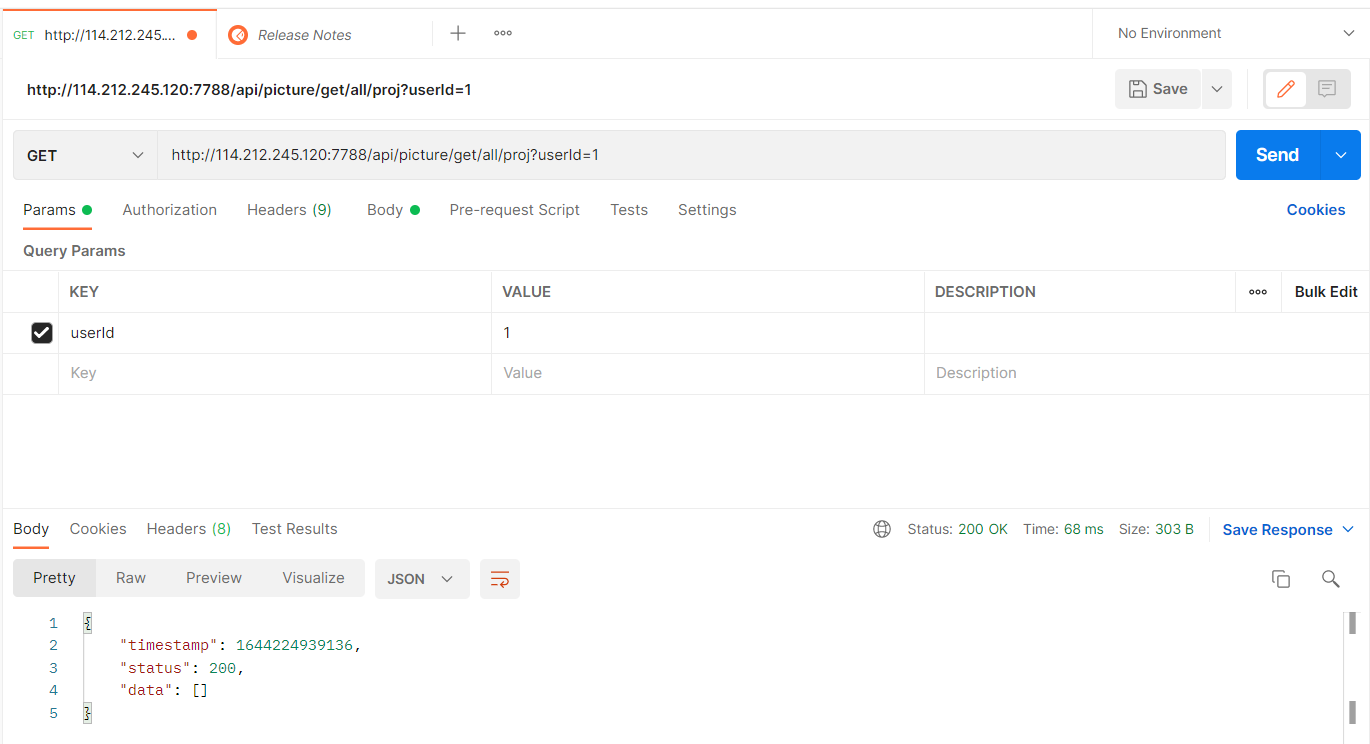 GET http://114.212.245.... Release Notes No Environment
http://114.212.245.120:7788/api/picture/get/all/proj?userId=1 Save
GET http://114.212.245.120:7788/api/picture/get/all/proj?userId=1 Send
Params Authorization Headers (9) Body Pre-request Script Tests Settings Cookies
Query Params
KEY VALUE DESCRIPTION Bulk Edit
userId 1
Key Value Description
Body Cookies Headers (8) Test Results Status: 200 OK Time: 68 ms Size: 303 B Save Response
Pretty Raw Preview Visualize JSON
1 {
2 "timestamp": 1644224939136,
3 "status": 200,
4 "data": []
5 }